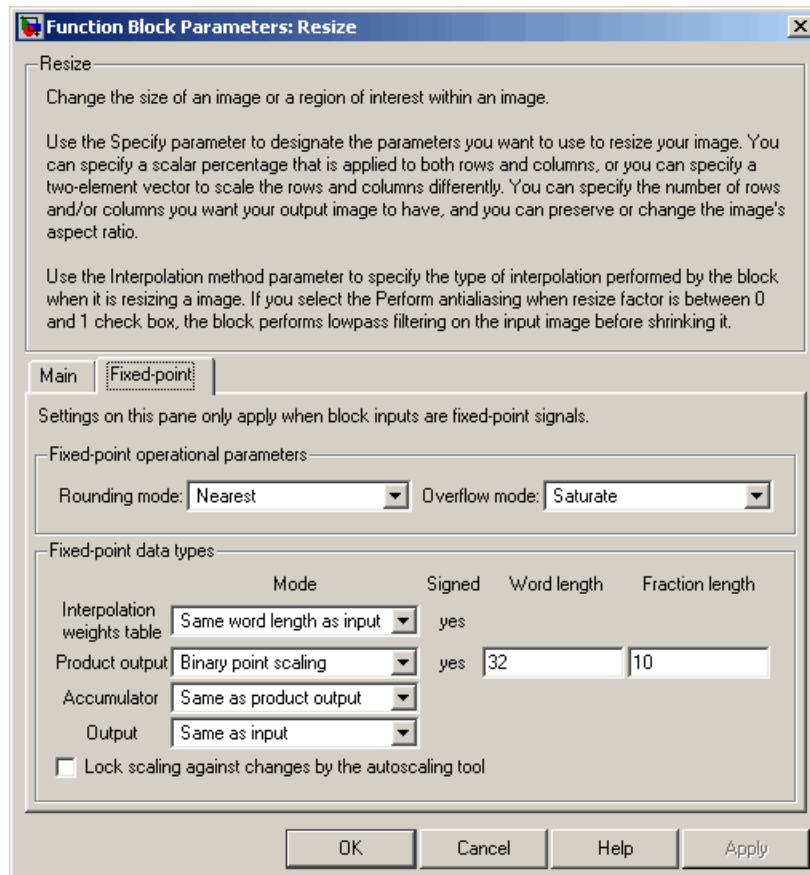 Function Block Parameters: Resize
Resize
Change the size of an image or a region of interest within an image.
Use the Specify parameter to designate the parameters you want to use to resize your image. You
can specify a scalar percentage that is applied to both rows and columns, or you can specify a
two-element vector to scale the rows and columns differently. You can specify the number of rows
and/or columns you want your output image to have, and you can preserve or change the image's
aspect ratio.
Use the Interpolation method parameter to specify the type of interpolation performed by the block
when it is resizing a image. If you select the Perform antialiasing when resize factor is between 0
and 1 check box, the block performs lowpass filtering on the input image before shrinking it.
Main Fixed-point
Settings on this pane only apply when block inputs are fixed-point signals.
Fixed-point operational parameters
Rounding mode: Nearest Overflow mode: Saturate
Fixed-point data types
Mode Signed Word length Fraction length
Interpolation
weights table Same word length as input yes
Product output Binary point scaling yes 32 10
Accumulator Same as product output
Output Same as input
Lock scaling against changes by the autoscaling tool
OK Cancel Help Apply